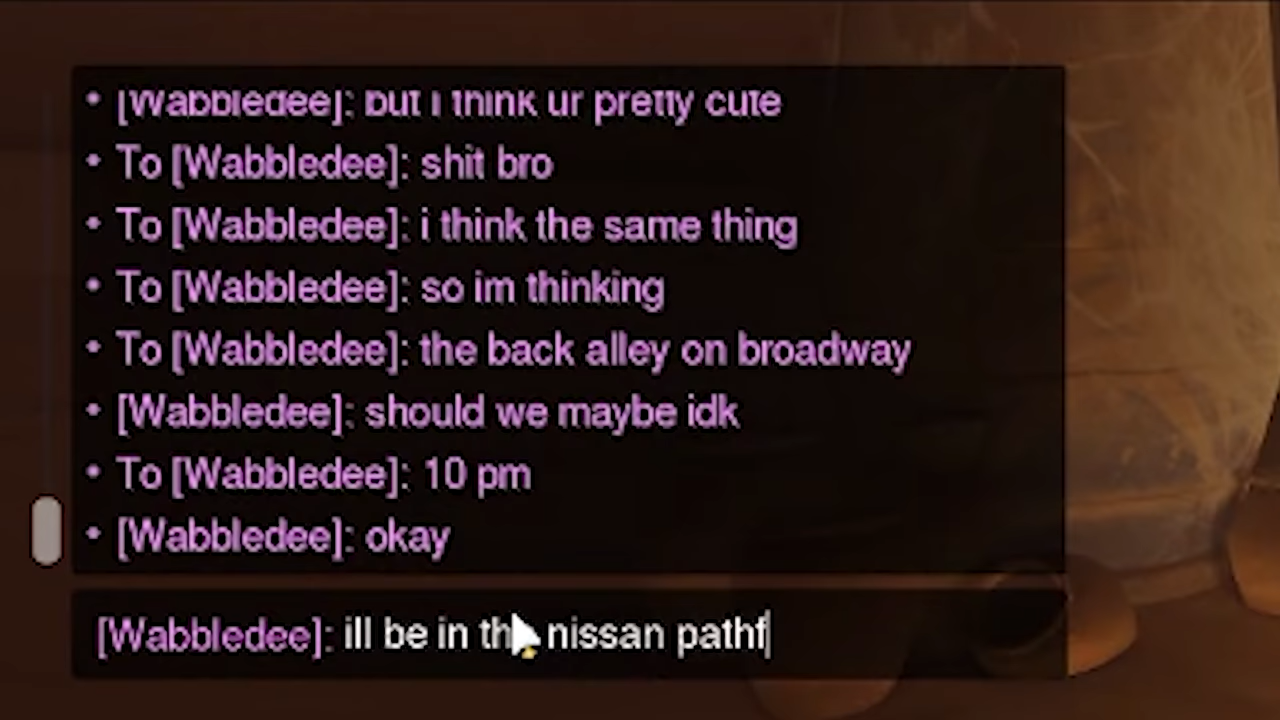 • [Wabbledee]: but i think ur pretty cute
• To [Wabbledee]: shit bro
• To [Wabbledee]: i think the same thing
• To [Wabbledee]: so im thinking
• To [Wabbledee]: the back alley on broadway
• [Wabbledee]: should we maybe idk
• To [Wabbledee]: 10 pm
• [Wabbledee]: okay
[Wabbledee]: ill be in the nissan pathf